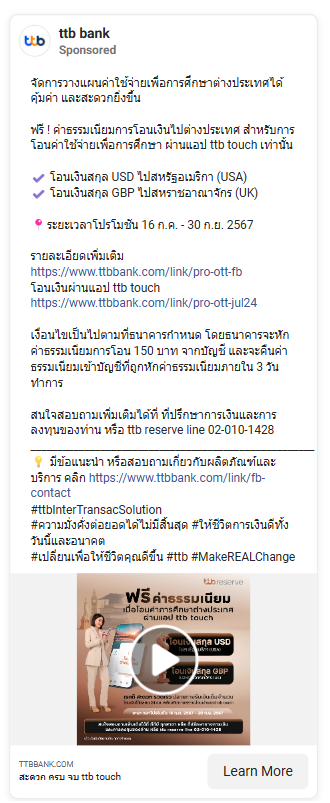 ttb bank
Sponsored
จัดการวางแผนค่าใช้จ่ายเพื่อการศึกษาต่างประเทศได้
คุ้มค่า และสะดวกยิ่งขึ้น
ฟรี ! ค่าธรรมเนียมการโอนเงินไปต่างประเทศ สำหรับการ
โอนค่าใช้จ่ายเพื่อการศึกษา ผ่านแอป ttb touch เท่านั้น
✔ โอนเงินสกุล USD ไปสหรัฐอเมริกา (USA)
✔ โอนเงินสกุล GBP ไปสหราชอาณาจักร (UK)
📍 ระยะเวลาโปรโมชัน 16 ก.ค. - 30 ก.ย. 2567
รายละเอียดเพิ่มเติม
https://www.ttbbank.com/link/pro-ott-fb
โอนเงินผ่านแอป ttb touch
https://www.ttbbank.com/link/pro-ott-jul24
เงื่อนไขเป็นไปตามที่ธนาคารกำหนด โดยธนาคารจะหัก
ค่าธรรมเนียมการโอน 150 บาท จากบัญชี และจะคืนค่า
ธรรมเนียมเข้าบัญชีที่ถูกหักค่าธรรมเนียมภายใน 3 วัน
ทำการ
สนใจสอบถามเพิ่มเติมได้ที่ ที่ปรึกษาการเงินและการ
ลงทุนของท่าน หรือ ttb reserve line 02-010-1428
💡 มีข้อแนะนำ หรือสอบถามเกี่ยวกับผลิตภัณฑ์และ
บริการ คลิก https://www.ttbbank.com/link/fb-
contact
#ttbInterTransacSolution
#ความมั่งคั่งต่อยอดได้ไม่มีสิ้นสุด #ให้ชีวิตการเงินดีทั้ง
วันนี้และอนาคต
#เปลี่ยนเพื่อให้ชีวิตคุณดีขึ้น #ttb #MakeREALChange
ttb reserve
ฟรี ค่าธรรมเนียม
เมื่อโอนค่าการศึกษาต่างประเทศ
ผ่านแอป ttb touch
โอนเงินสกุล USD
โอนเงินสกุล GBP
TTBBANK.COM
สะดวก ครบ จบ ttb touch
Learn More